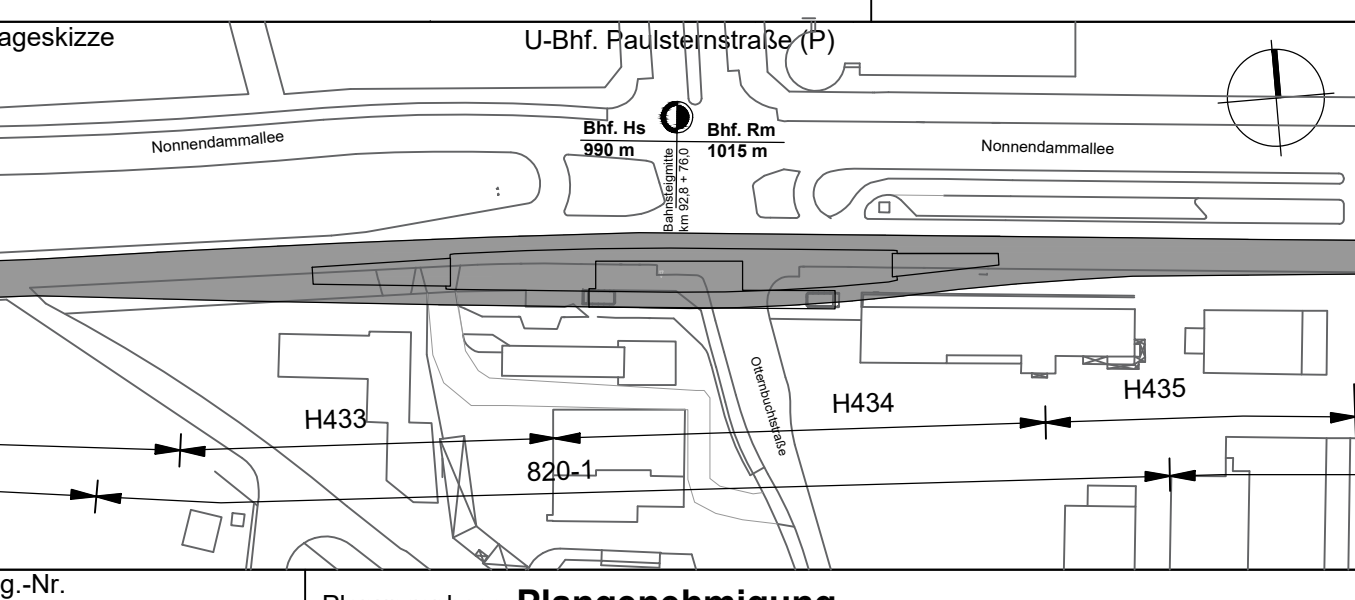 ageskizze
U-Bhf. Paulsternstraße (P)
Nonnendammallee
Bhf. Hs
990 m
Bhf. Rm
1015 m
Nonnendammallee
Bahnsteigmitte
km 92,8 + 76,0
Otternbuchtstraße
H433
H434
H435
820-1
g.-Nr.
Plangenehmigung